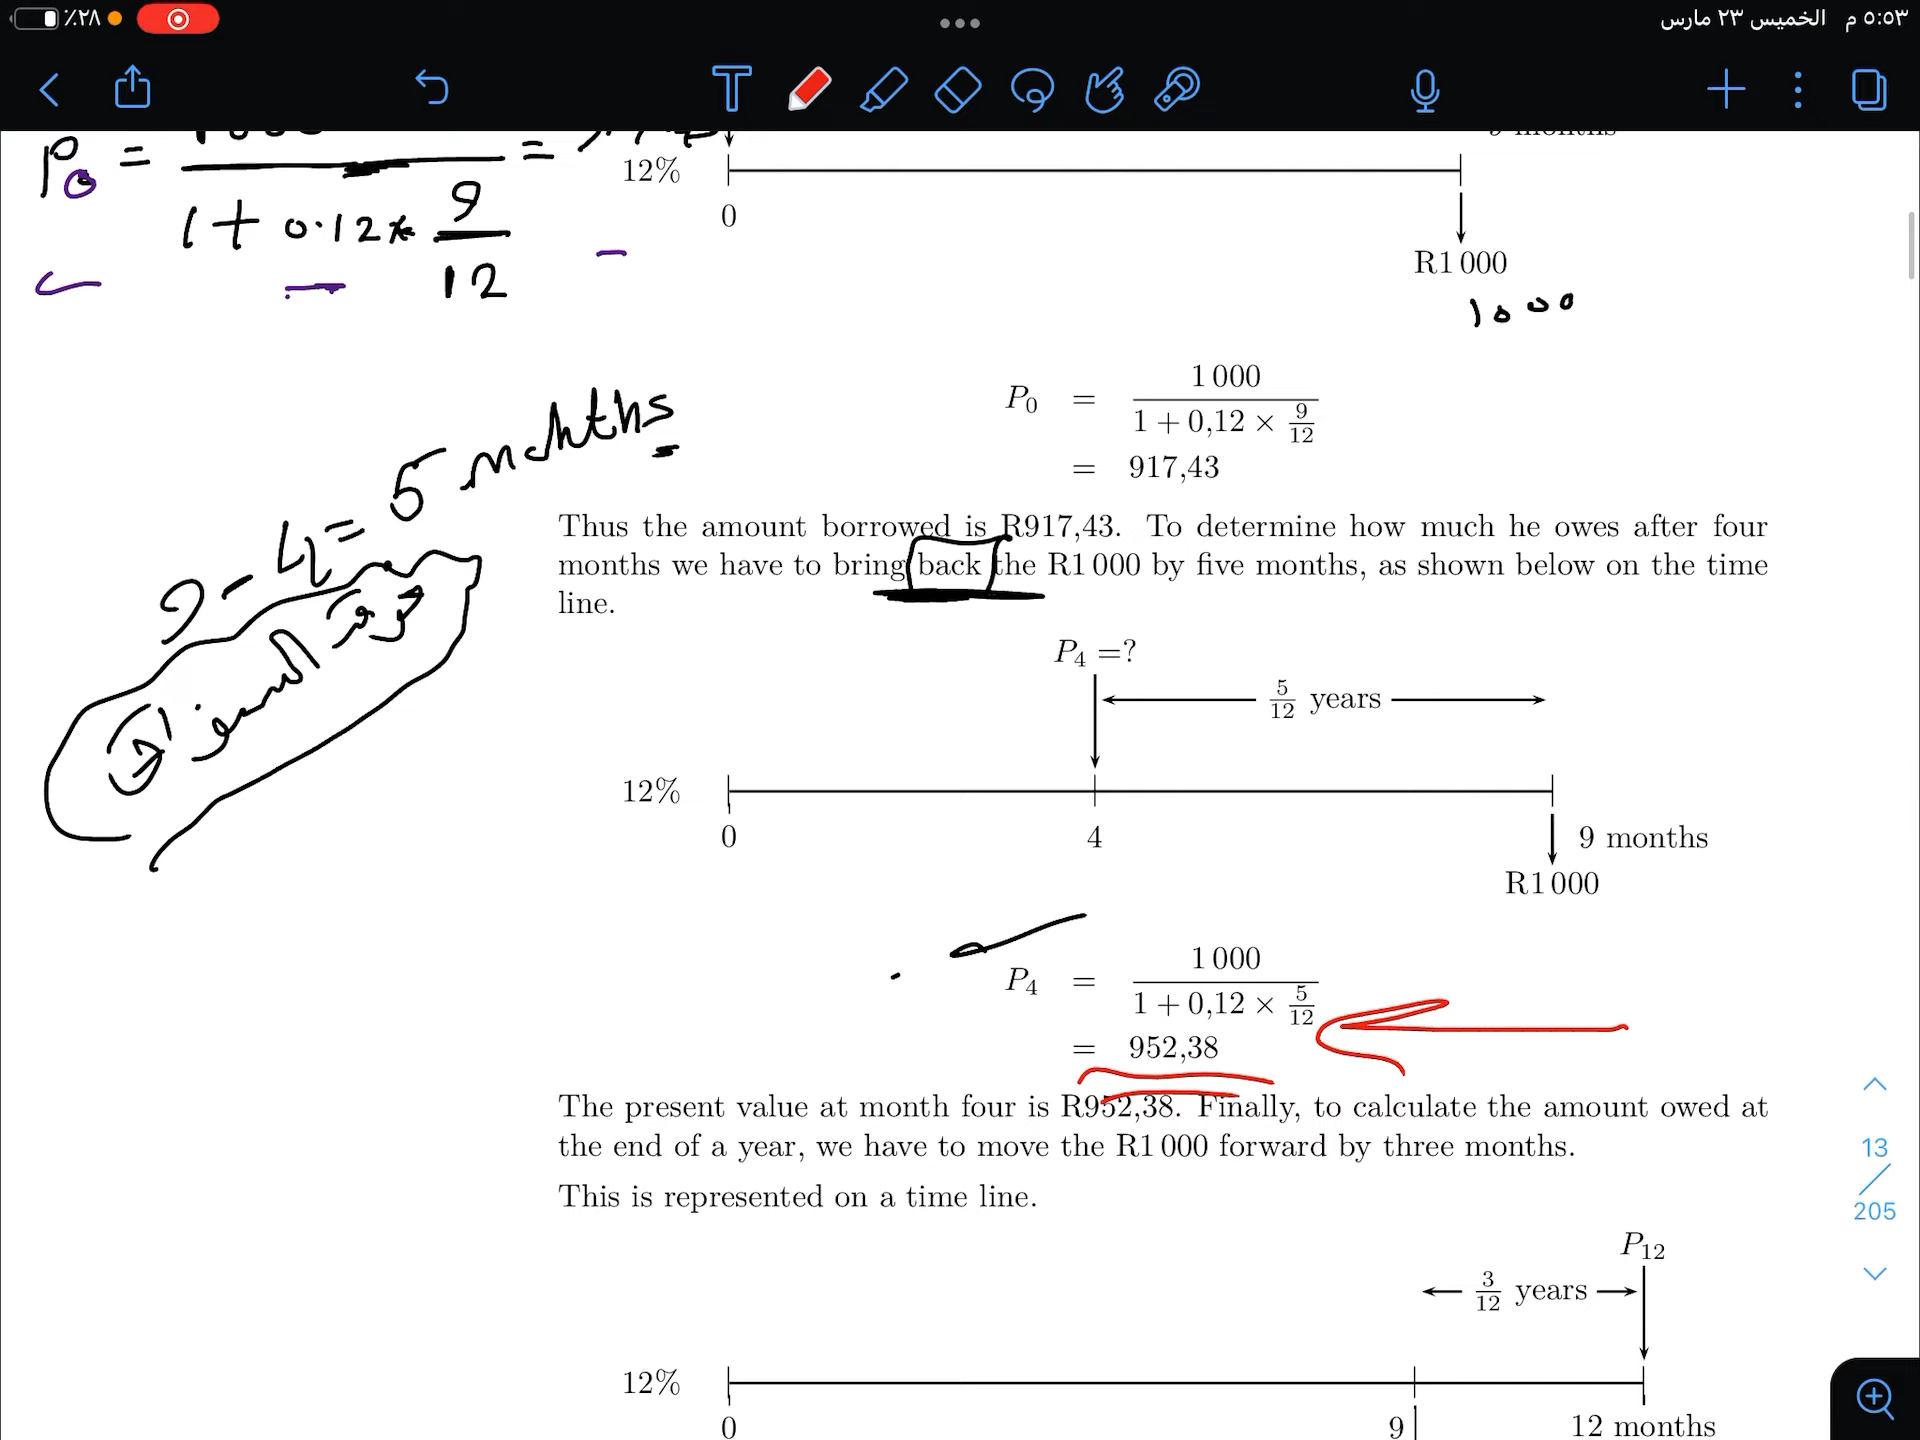 ٪٢٨
٥:٥٣ م الخميس ٢٣ مارس
P0 =
1 + 0.12 * 9/12
12%
0
R1 000
1000
9 - 4 = 5 months
P0 = 1 000 / (1 + 0,12 × 9/12)
= 917,43
Thus the amount borrowed is R917,43. To determine how much he owes after four
months we have to bring back the R1 000 by five months, as shown below on the time
line.
P4 =?
5/12 years
12%
0 4 9 months
R1 000
P4 = 1 000 / (1 + 0,12 × 5/12)
= 952,38
The present value at month four is R952,38. Finally, to calculate the amount owed at
the end of a year, we have to move the R1 000 forward by three months.
This is represented on a time line.
P12
3/12 years
12%
0 9 12 months
13
205